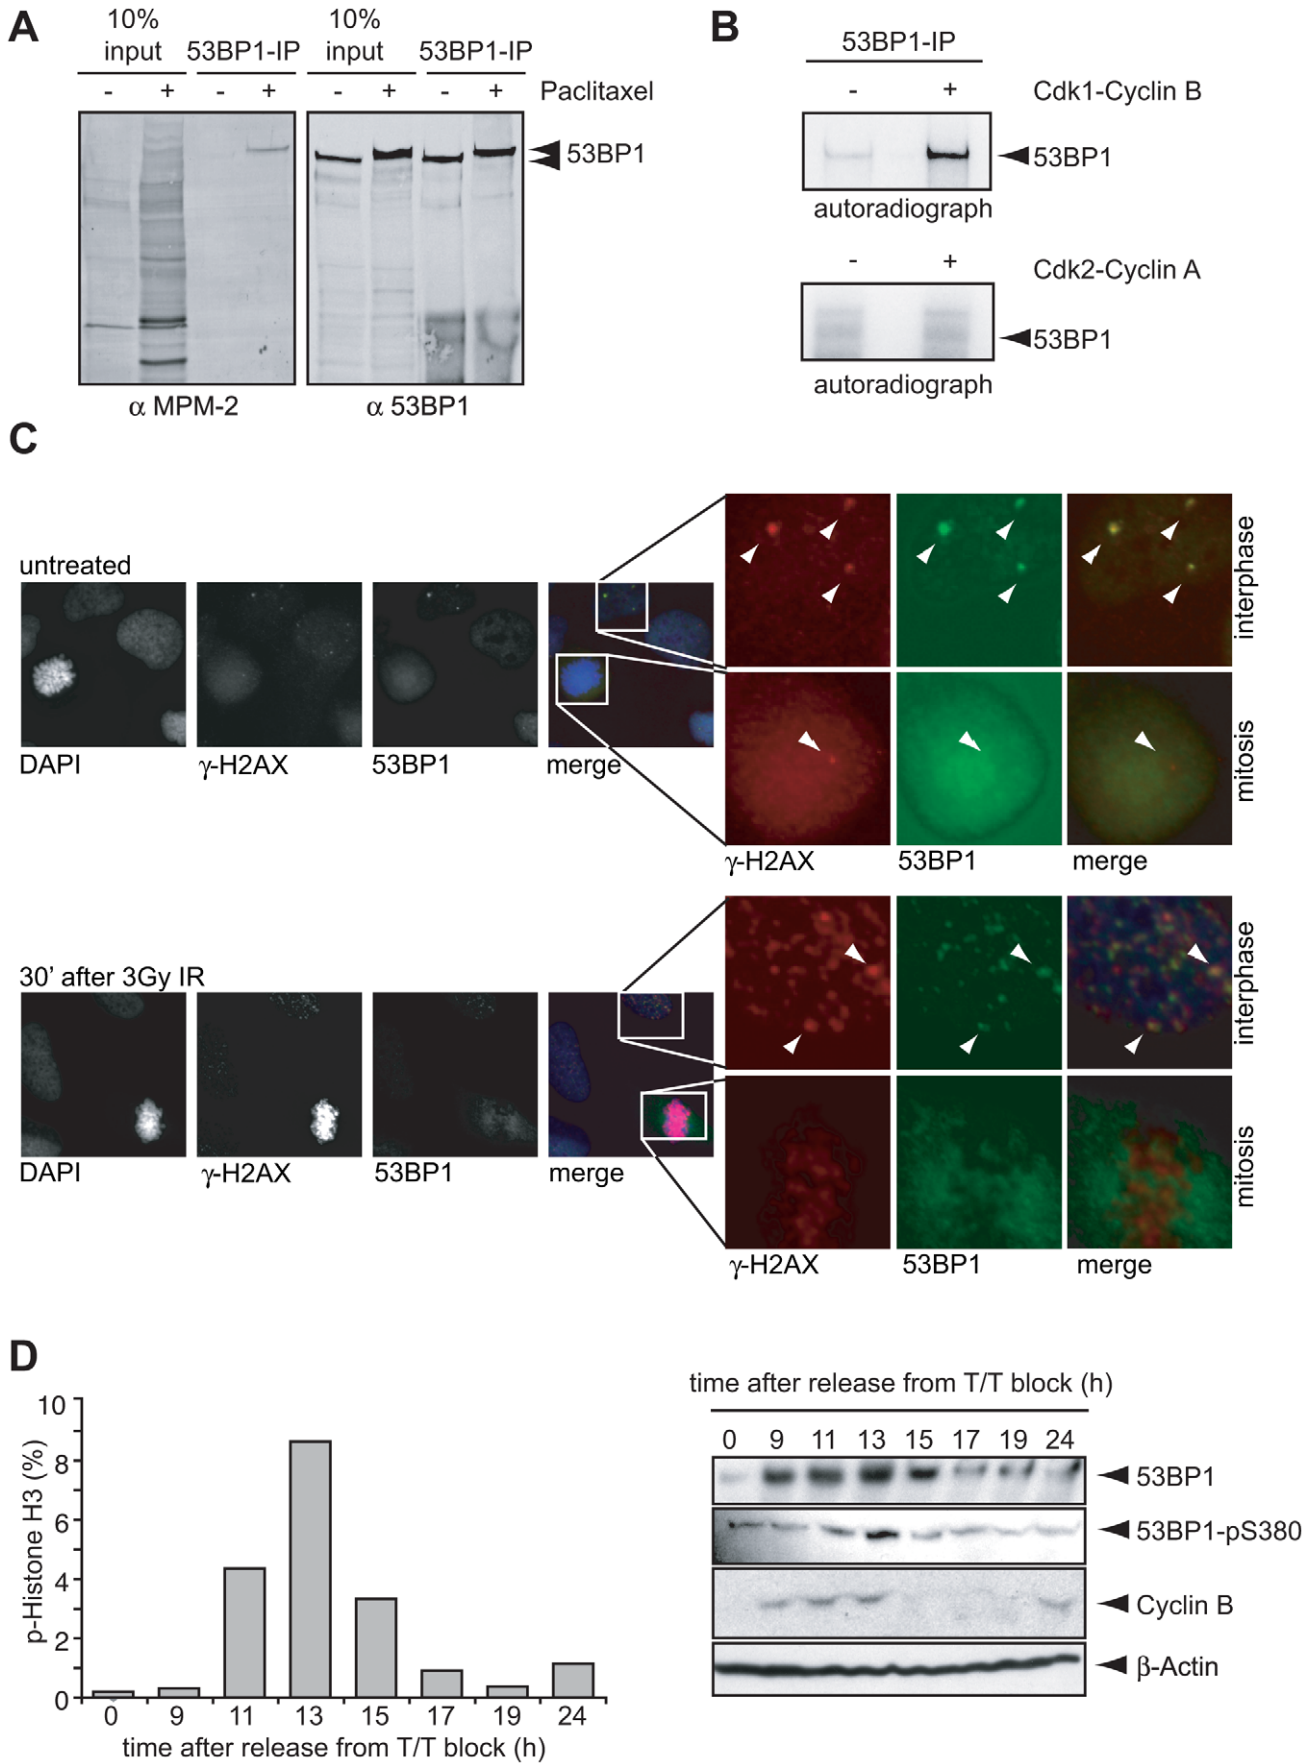 A
10% input
53BP1-IP
10% input
53BP1-IP
- + - + - + - + Paclitaxel
53BP1
α MPM-2
α 53BP1
B
53BP1-IP
- + Cdk1-Cyclin B
53BP1
autoradiograph
- + Cdk2-Cyclin A
53BP1
autoradiograph
C
untreated
DAPI
γ-H2AX
53BP1
merge
interphase
mitosis
γ-H2AX
53BP1
merge
30' after 3Gy IR
DAPI
γ-H2AX
53BP1
merge
interphase
mitosis
γ-H2AX
53BP1
merge
D
p-Histone H3 (%)
10
8
6
4
2
0
0 9 11 13 15 17 19 24
time after release from T/T block (h)
time after release from T/T block (h)
0 9 11 13 15 17 19 24
53BP1
53BP1-pS380
Cyclin B
β-Actin